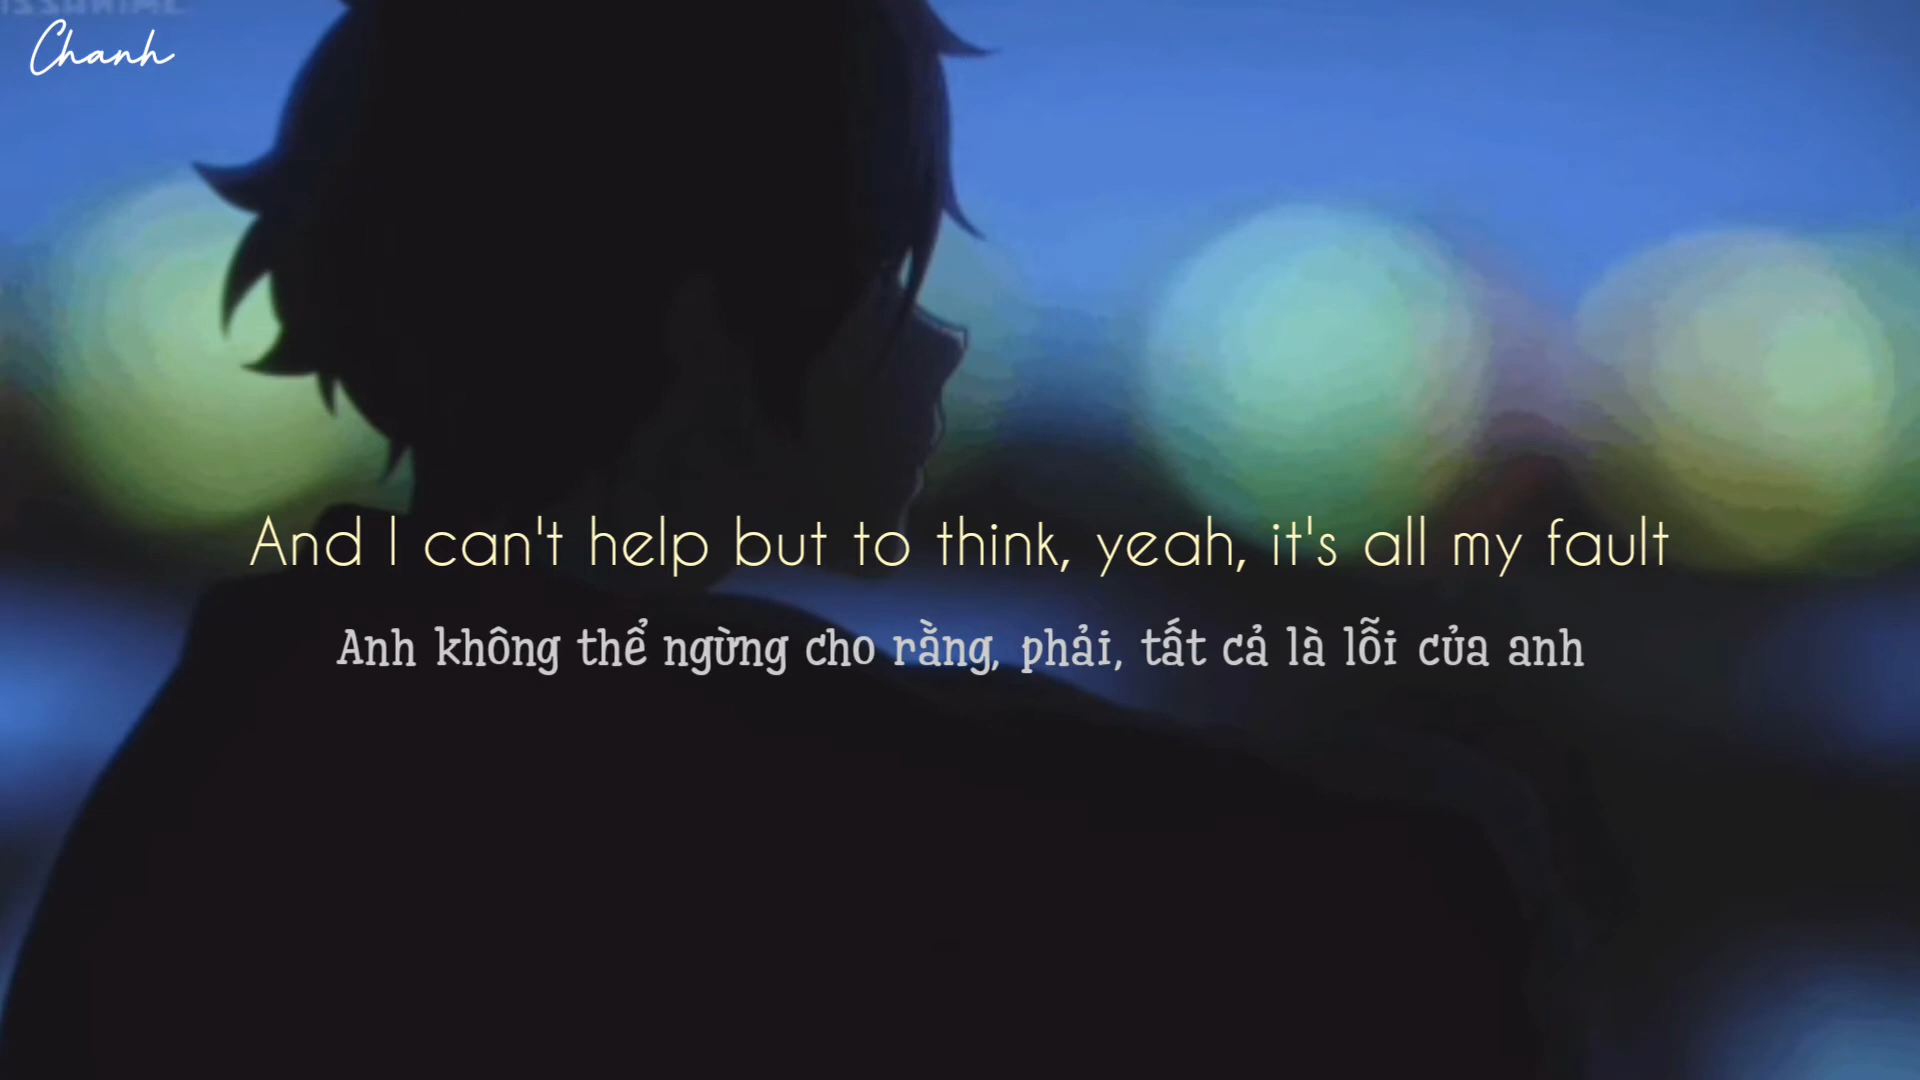 Chanh
And I can't help but to think, yeah, it's all my fault
Anh không thể ngừng cho rằng, phải, tất cả là lỗi của anh